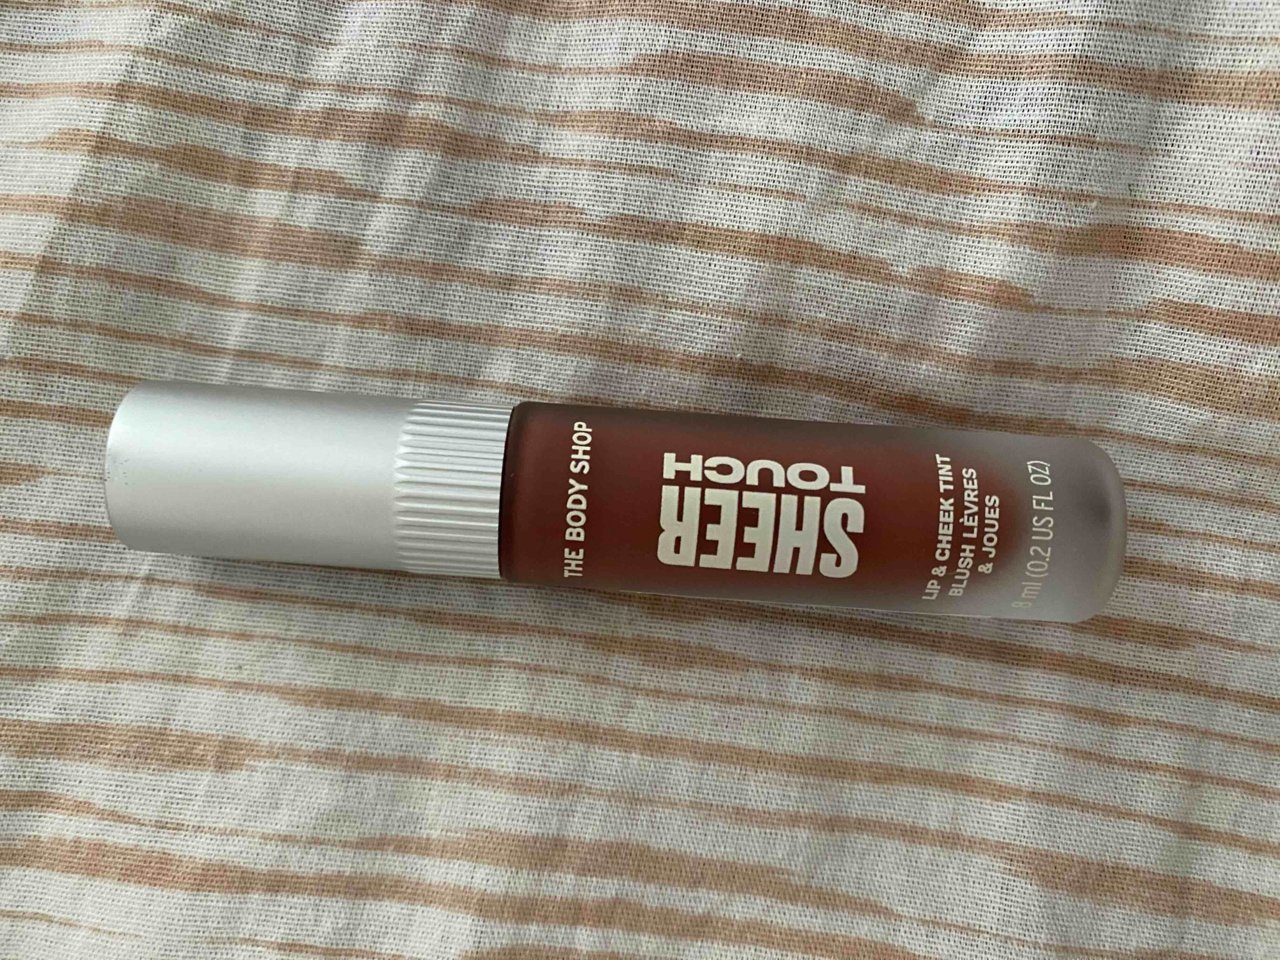 THE BODY SHOP
SHEER
TOUCH
LIP & CHEEK TINT
BLUSH LÈVRES
& JOUES
8 ml (0.2 US FL OZ)